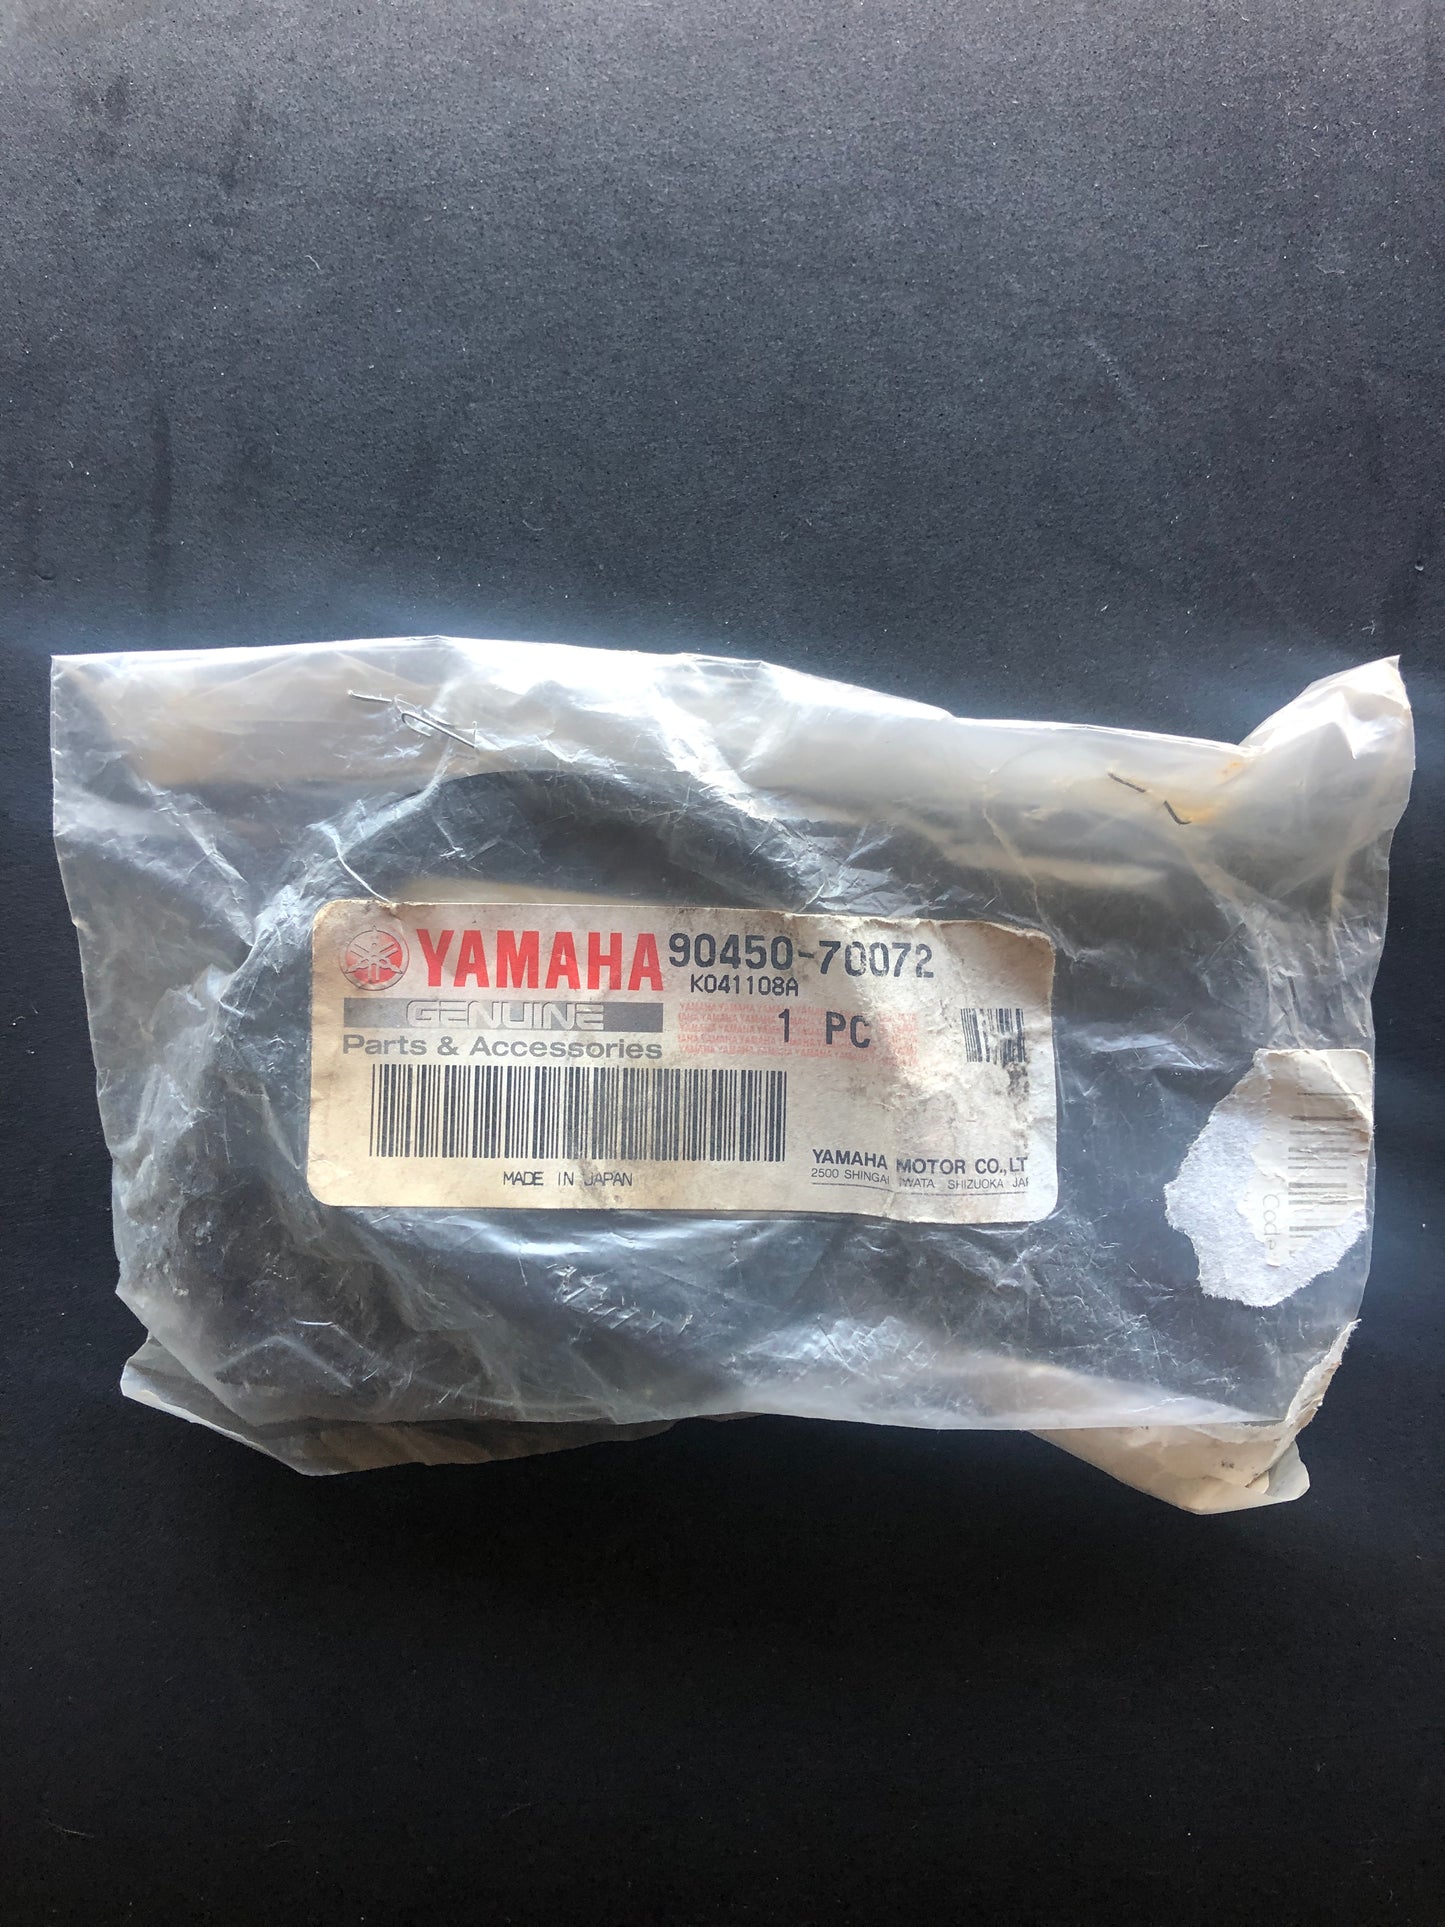 YAMAHA 90450-70072
K041108A
GENUINE
1 PC
Parts & Accessories
MADE IN JAPAN
YAMAHA MOTOR CO.,LT
2500 SHINGAI IWATA SHIZUOKA JAP
Code